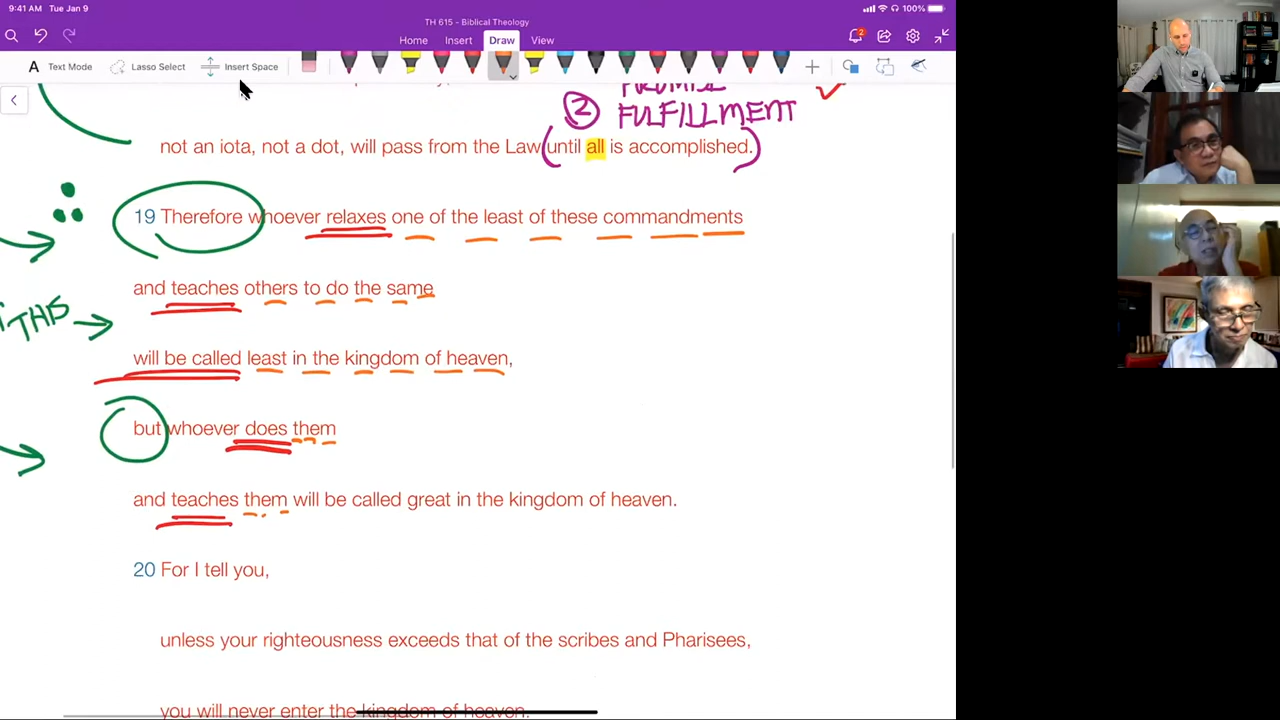 9:41 AM Tue Jan 9
100%
TH 615 - Biblical Theology
Home Insert Draw View
2
A Text Mode Lasso Select Insert Space
PROMISE
② FULFILLMENT
not an iota, not a dot, will pass from the Law (until all is accomplished.)
19 Therefore whoever relaxes one of the least of these commandments
and teaches others to do the same
THIS
will be called least in the kingdom of heaven,
but whoever does them
and teaches them will be called great in the kingdom of heaven.
20 For I tell you,
unless your righteousness exceeds that of the scribes and Pharisees,
you will never enter the kingdom of heaven.